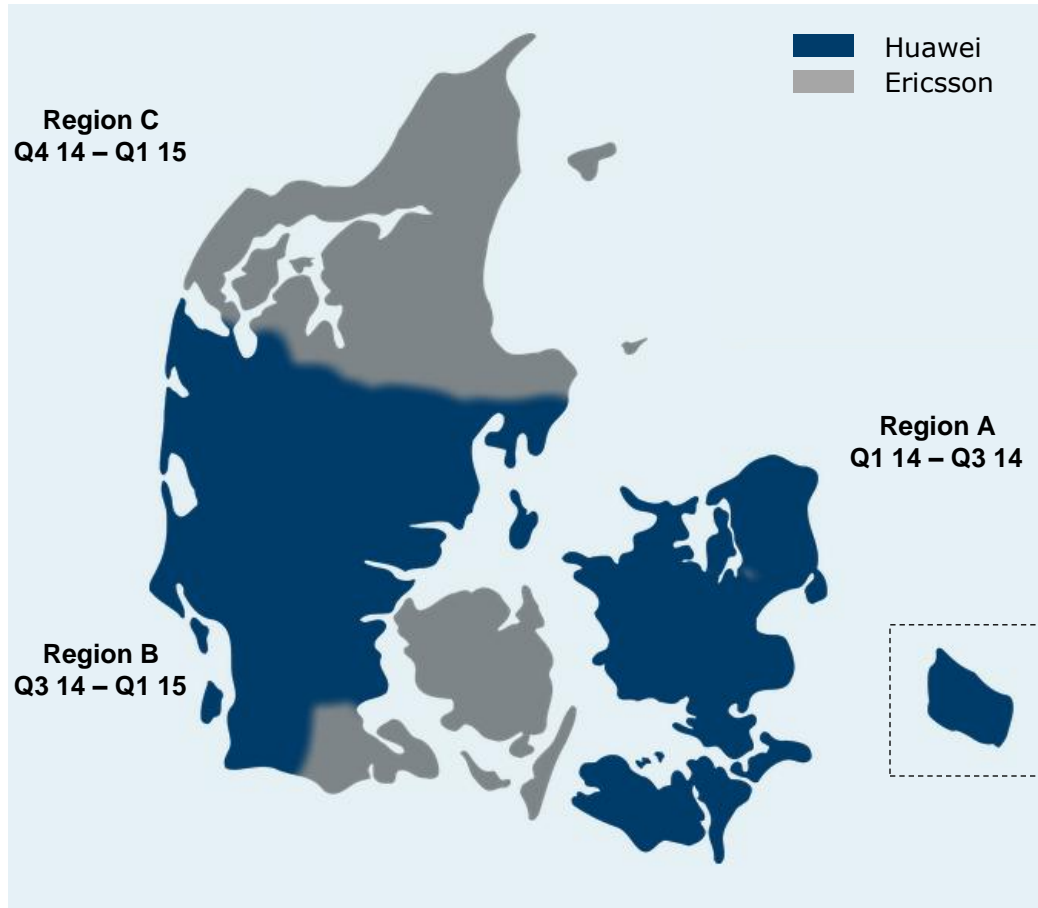 Huawei
Ericsson
Region C
Q4 14 – Q1 15
Region A
Q1 14 – Q3 14
Region B
Q3 14 – Q1 15